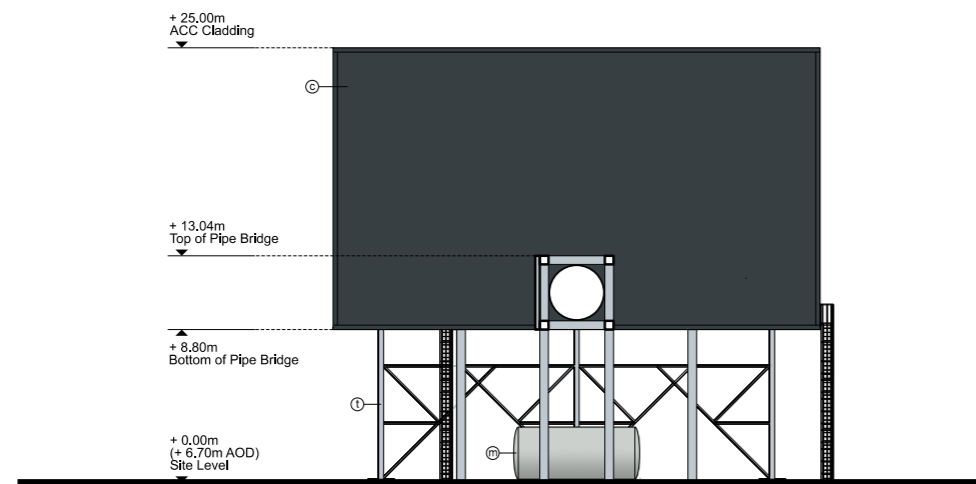 + 25.00m
ACC Cladding
c
+ 13.04m
Top of Pipe Bridge
+ 8.80m
Bottom of Pipe Bridge
t
+ 0.00m
(+ 6.70m AOD)
Site Level
m